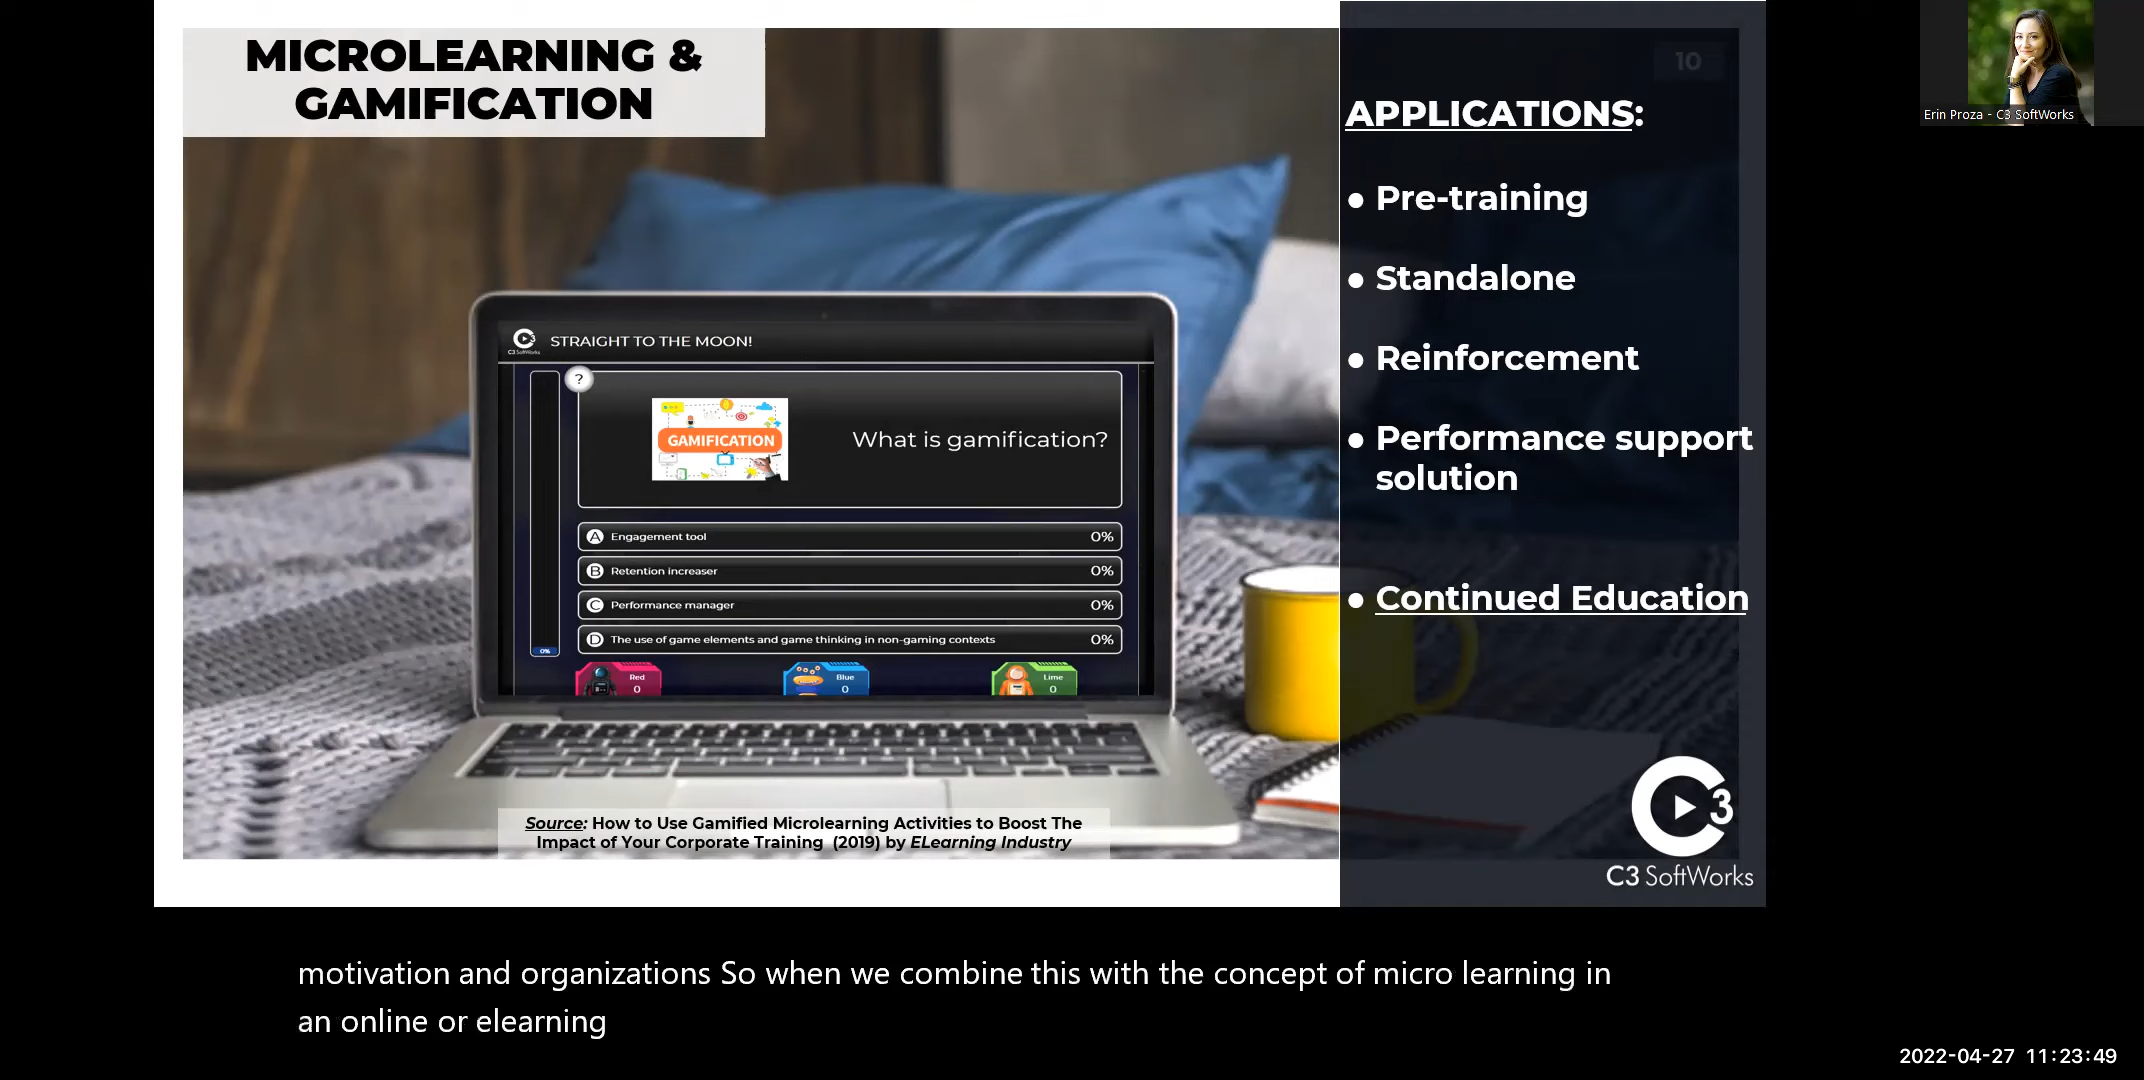 MICROLEARNING &
GAMIFICATION
10
APPLICATIONS:
● Pre-training
● Standalone
● Reinforcement
● Performance support
solution
● Continued Education
C3 SoftWorks
STRAIGHT TO THE MOON!
?
GAMIFICATION
What is gamification?
A Engagement tool 0%
B Retention increaser 0%
C Performance manager 0%
D The use of game elements and game thinking in non-gaming contexts 0%
0%
Red
0
Blue
0
Lime
0
Source: How to Use Gamified Microlearning Activities to Boost The
Impact of Your Corporate Training (2019) by ELearning Industry
C3
C3 SoftWorks
Erin Proza - C3 SoftWorks
motivation and organizations So when we combine this with the concept of micro learning in
an online or elearning
2022-04-27 11:23:49